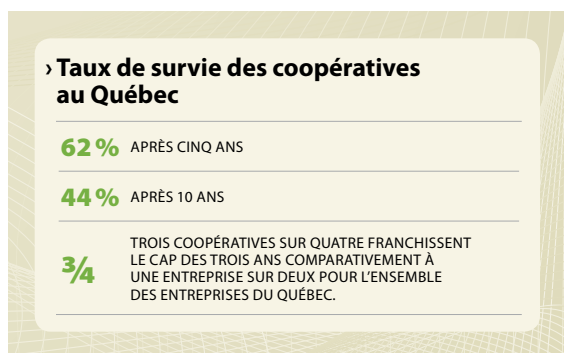 › Taux de survie des coopératives
au Québec
62 % APRÈS CINQ ANS
44 % APRÈS 10 ANS
¾ TROIS COOPÉRATIVES SUR QUATRE FRANCHISSENT
LE CAP DES TROIS ANS COMPARATIVEMENT À
UNE ENTREPRISE SUR DEUX POUR L’ENSEMBLE
DES ENTREPRISES DU QUÉBEC.